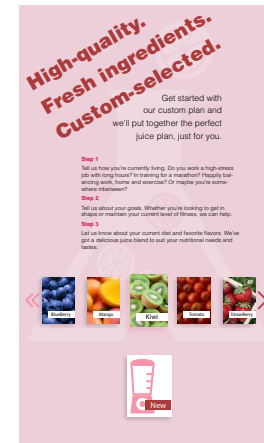 High-quality.
Fresh ingredients.
Custom-selected.
Get started with
our custom plan and
we'll put together the perfect
juice plan, just for you.
Step 1
Tell us how you're currently living. Do you work a high-stress
job with long hours? In training for a marathon? Happily bal-
ancing work, home and exercise? Or maybe you're some-
where inbetween?
Step 2
Tell us about your goals. Whether you're looking to get in
shape or maintain your current level of fitness, we can help.
Step 3
Let us know about your current diet and favorite flavors. We've
got a delicious juice blend to suit your nutritional needs and
tastes.
BlueBerry
Mango
Kiwi
Tomato
StrawBerry
New